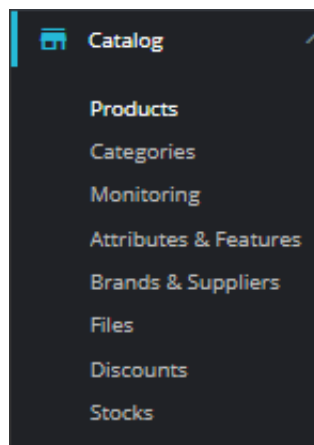 Catalog
Products
Categories
Monitoring
Attributes & Features
Brands & Suppliers
Files
Discounts
Stocks